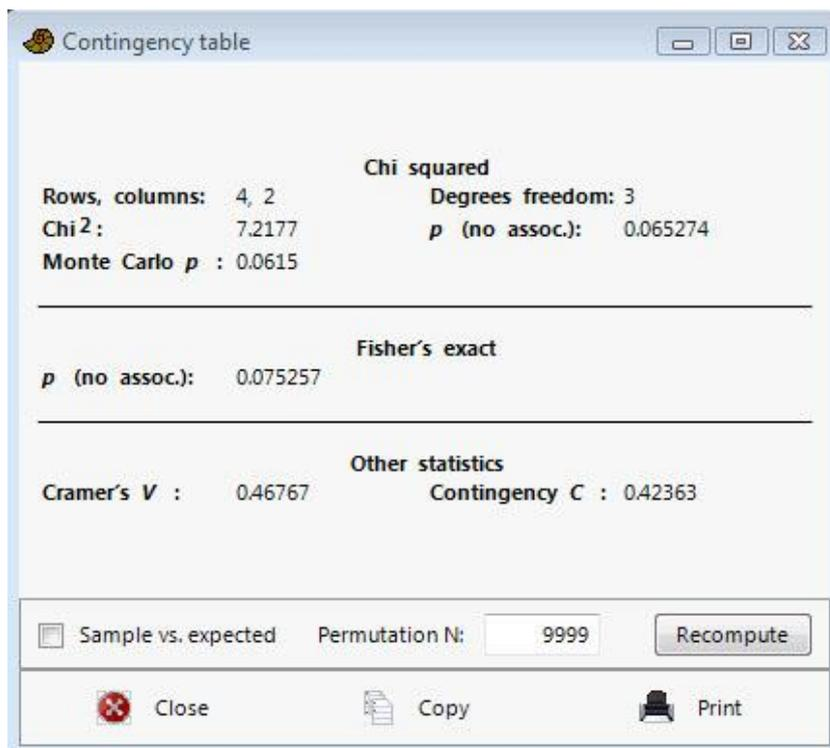 Contingency table
Chi squared
Rows, columns: 4, 2 Degrees freedom: 3
Chi2: 7.2177 p (no assoc.): 0.065274
Monte Carlo p : 0.0615
Fisher's exact
p (no assoc.): 0.075257
Other statistics
Cramer's V : 0.46767 Contingency C : 0.42363
Sample vs. expected Permutation N: 9999 Recompute
Close Copy Print